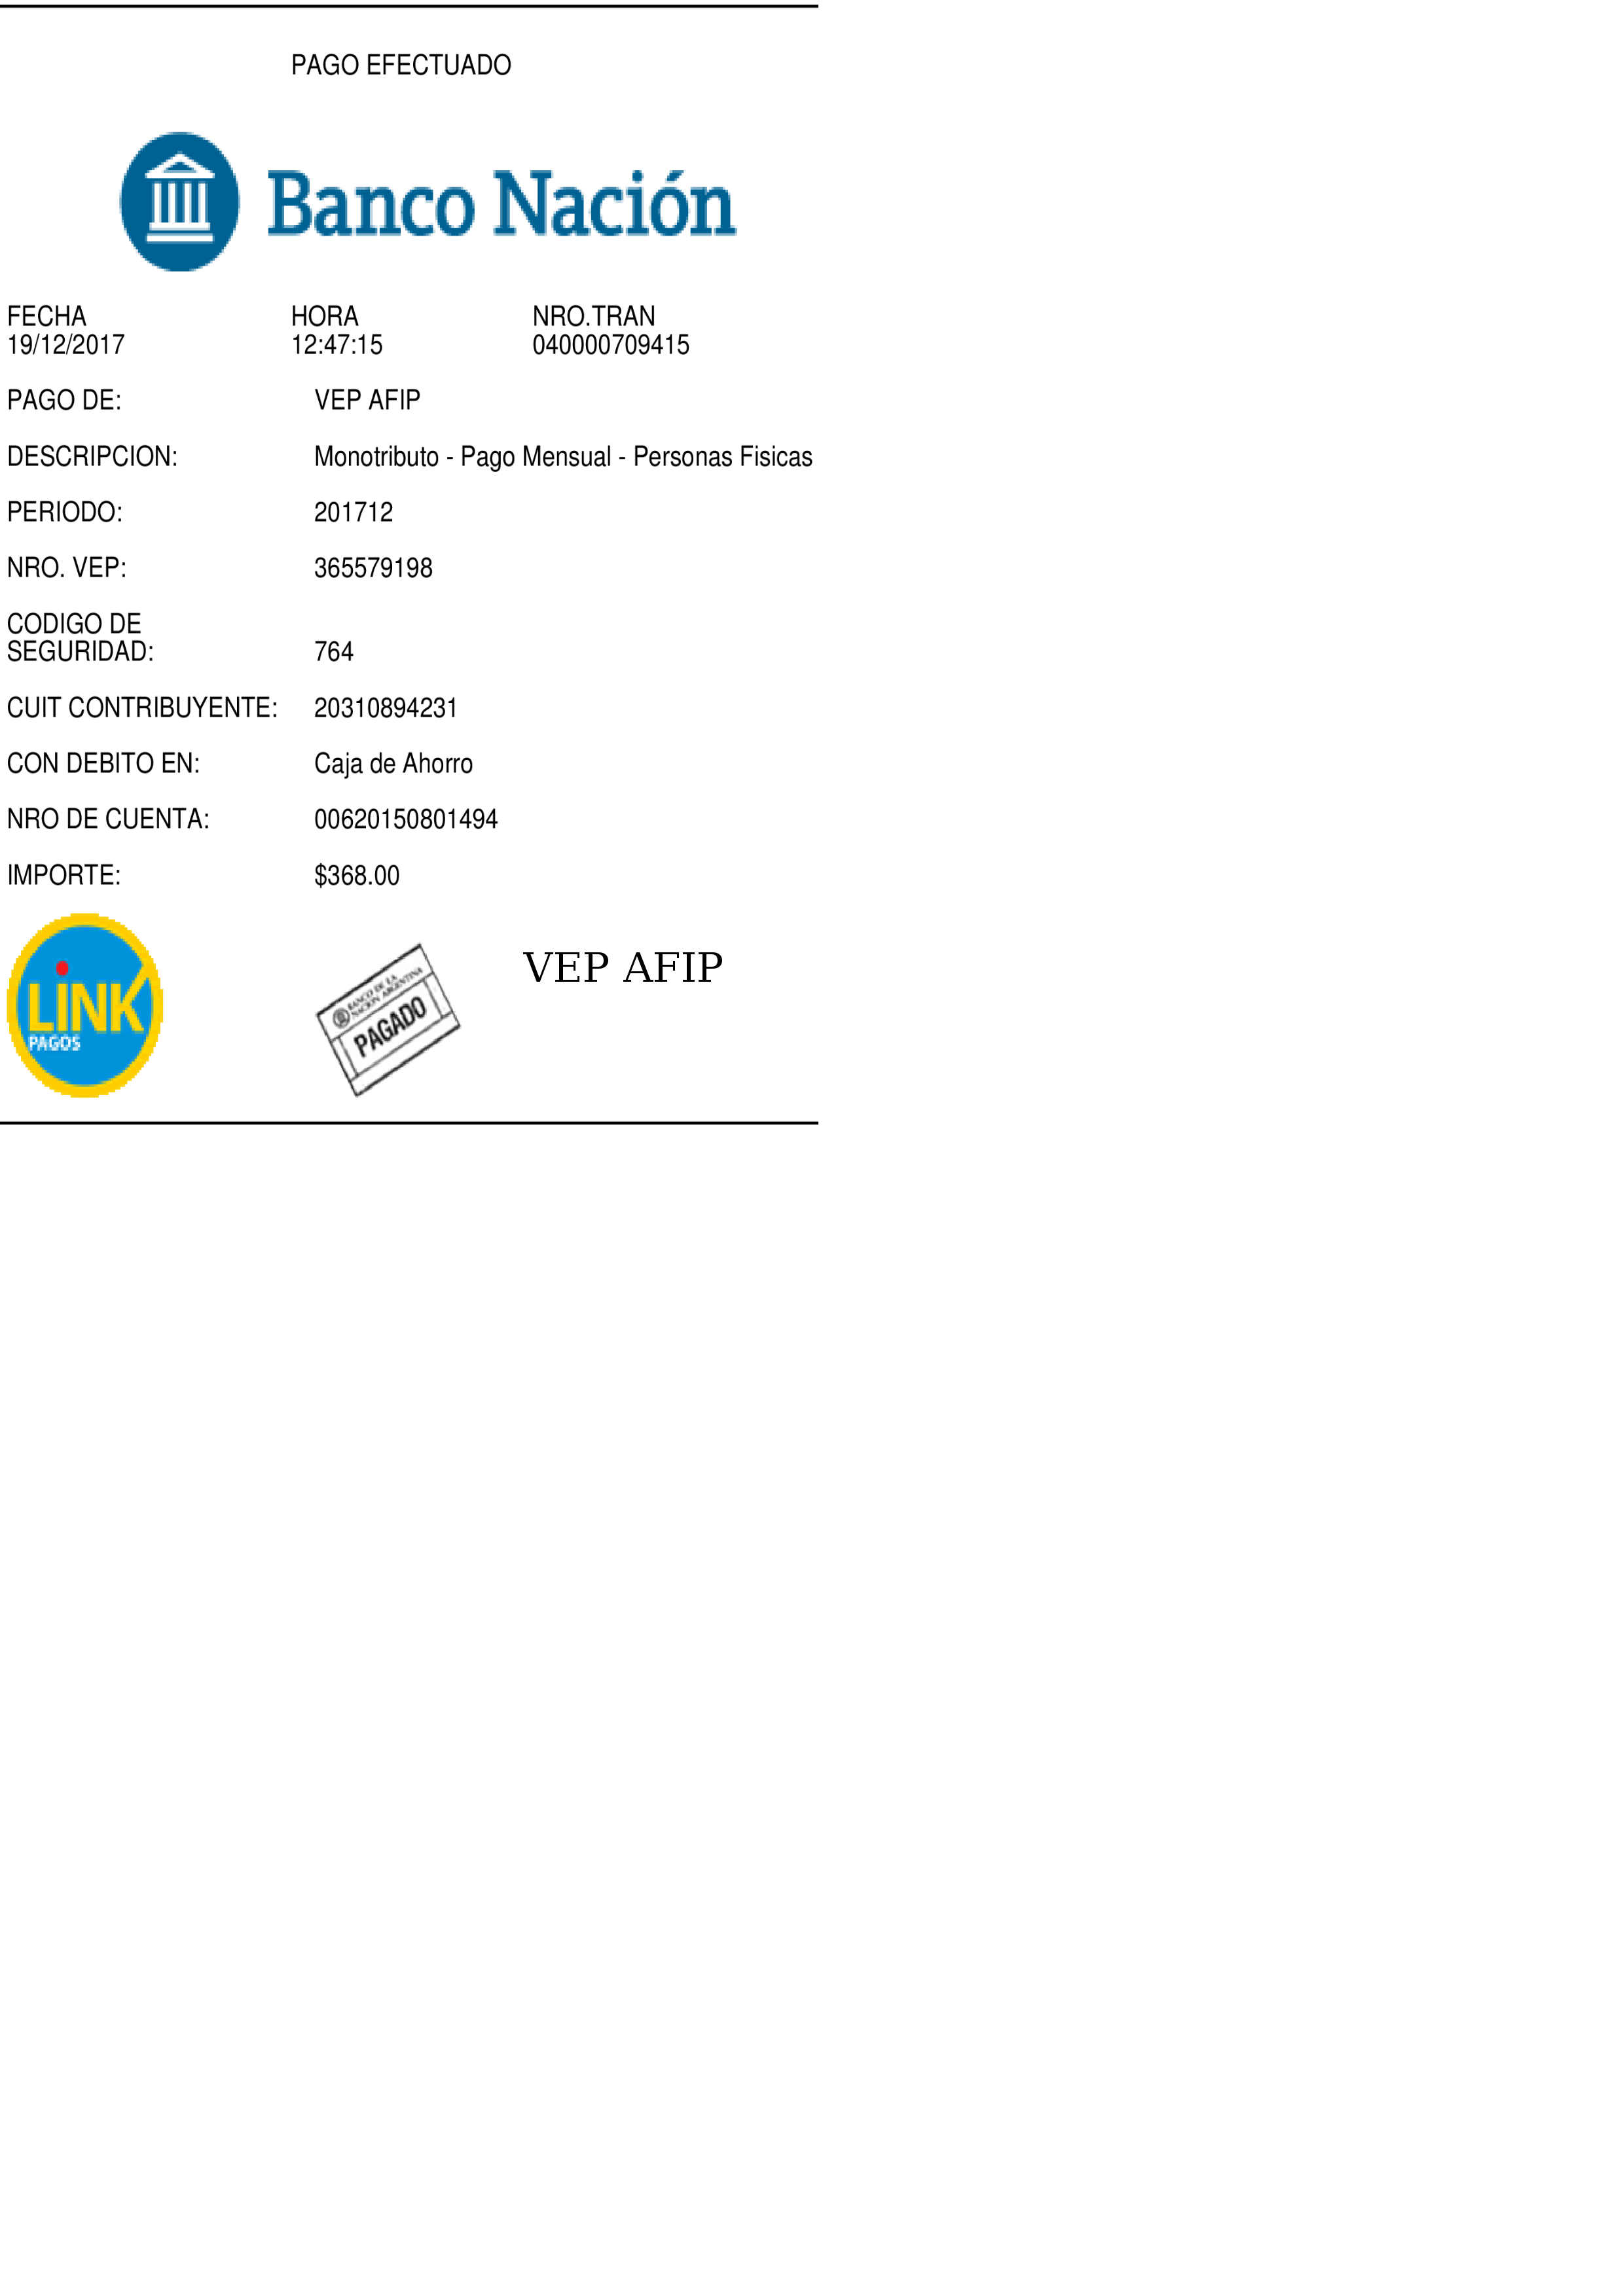 PAGO EFECTUADO
Banco Nación
FECHA HORA NRO.TRAN
19/12/2017 12:47:15 040000709415
PAGO DE: VEP AFIP
DESCRIPCION: Monotributo - Pago Mensual - Personas Fisicas
PERIODO: 201712
NRO. VEP: 365579198
CODIGO DE
SEGURIDAD: 764
CUIT CONTRIBUYENTE: 20310894231
CON DEBITO EN: Caja de Ahorro
NRO DE CUENTA: 00620150801494
IMPORTE: $368.00
LINK
PAGOS
BANCO DE LA
NACION ARGENTINA
PAGADO
VEP AFIP